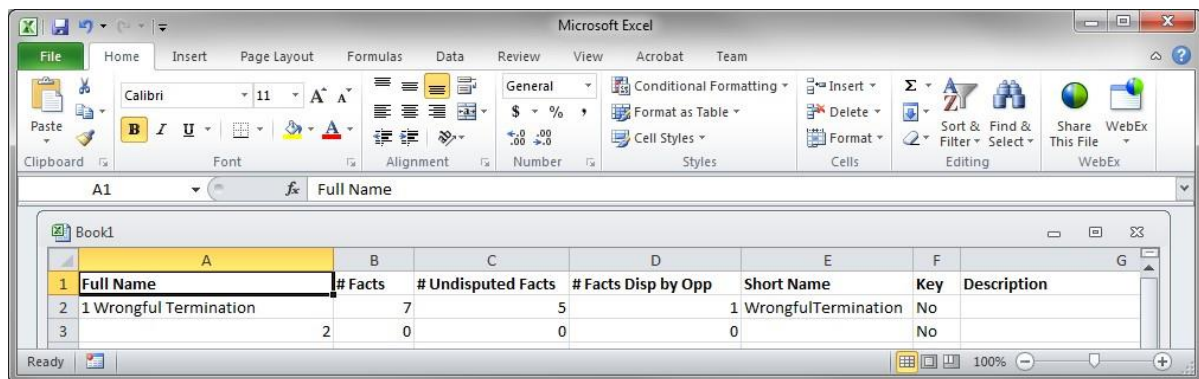 Microsoft Excel
File Home Insert Page Layout Formulas Data Review View Acrobat Team
Calibri 11 A A General Conditional Formatting Insert Σ
Paste B I U A $ % , Format as Table Delete Sort & Find & Share WebEx
.00 .00 Cell Styles Format Filter Select This File
Clipboard Font Alignment Number Styles Cells Editing WebEx
A1 fx Full Name
Book1
A B C D E F G
1 Full Name # Facts # Undisputed Facts # Facts Disp by Opp Short Name Key Description
2 1 Wrongful Termination 7 5 1 WrongfulTermination No
3 2 0 0 0 No
Ready 100%